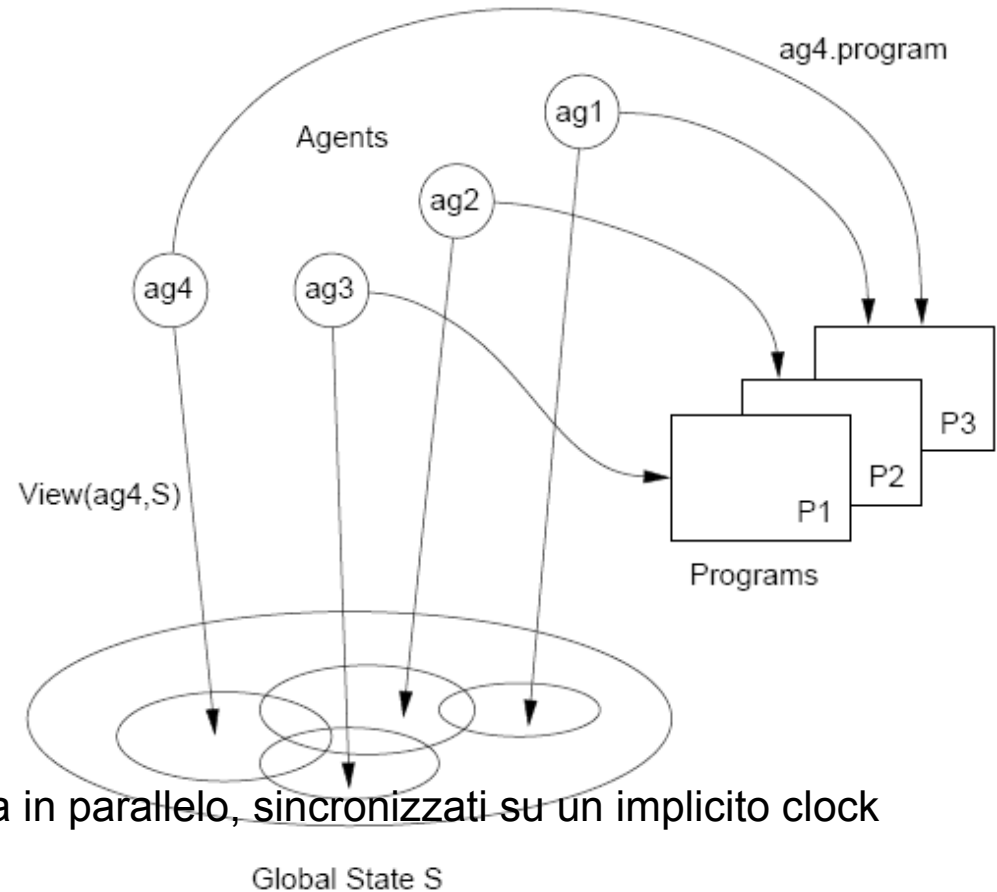 ag4.program
ag1
Agents
ag2
ag4
ag3
P3
View(ag4,S)
P2
P1
Programs
a in parallelo, sincronizzati su un implicito clock
Global State S